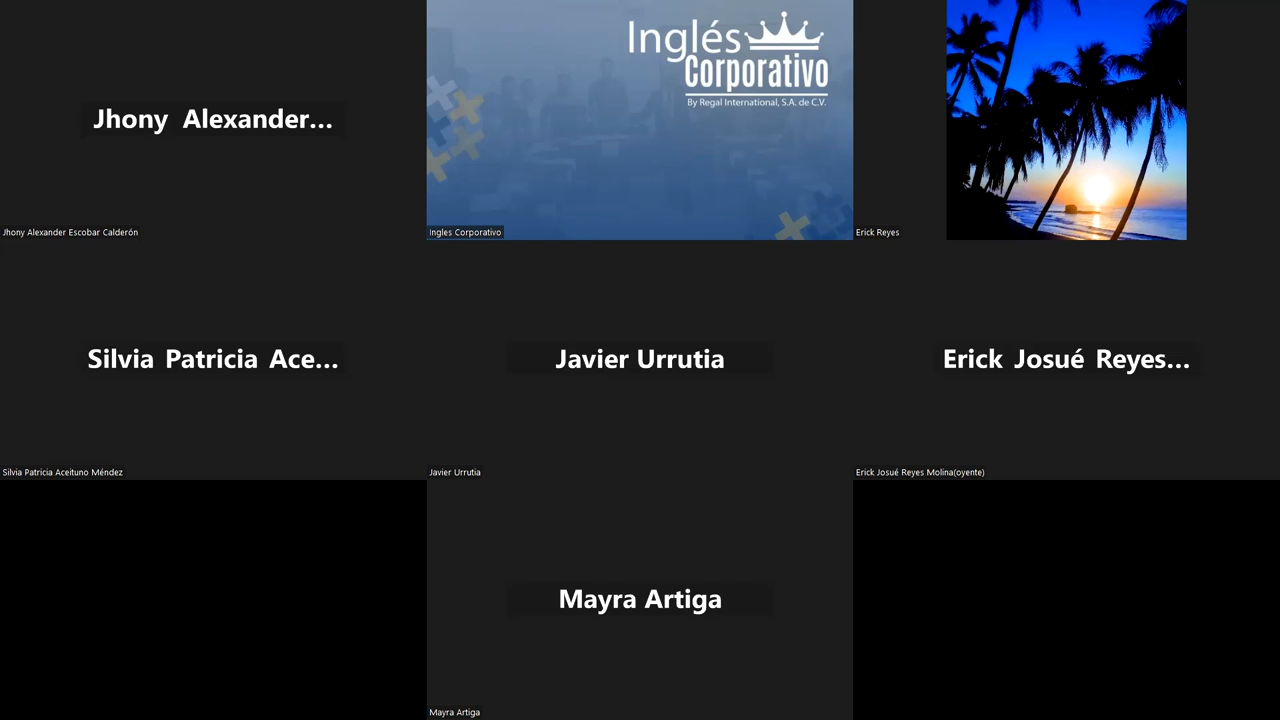 Jhony Alexander...
Jhony Alexander Escobar Calderón
Inglés
Corporativo
By Regal International, S.A. de C.V.
Ingles Corporativo
Erick Reyes
Silvia Patricia Ace...
Silvia Patricia Aceituno Méndez
Javier Urrutia
Javier Urrutia
Erick Josué Reyes...
Erick Josué Reyes Molina(oyente)
Mayra Artiga
Mayra Artiga